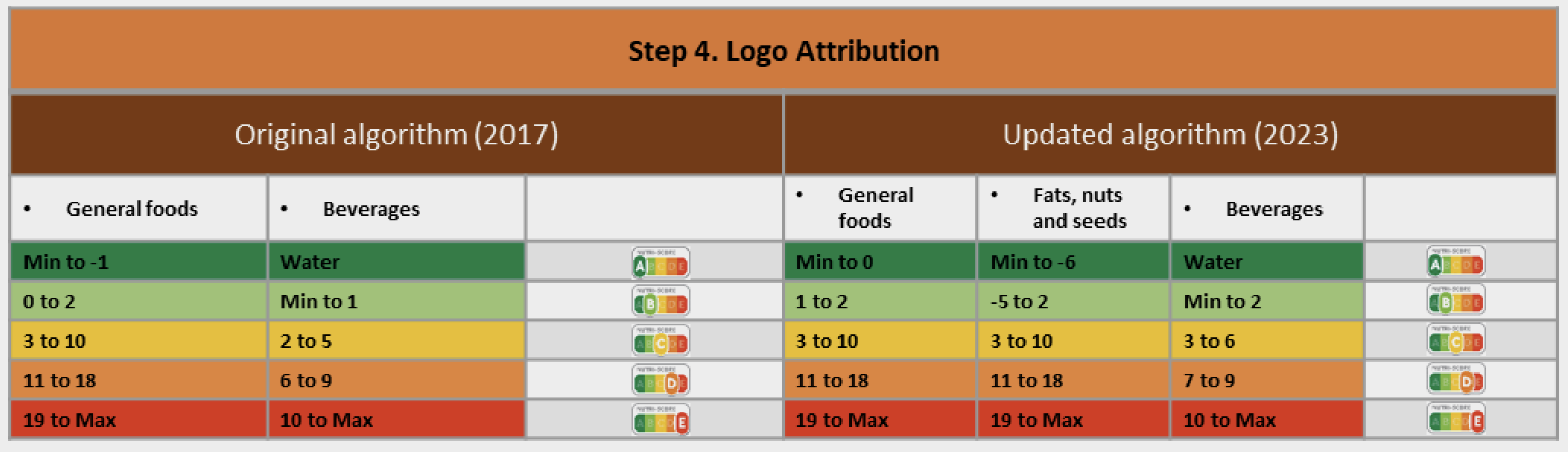 Step 4. Logo Attribution
Original algorithm (2017)
Updated algorithm (2023)
• General foods
• Beverages
• General
foods
• Fats, nuts
and seeds
• Beverages
Min to -1
Water
NUTRI-SCORE
A B C D E
Min to 0
Min to -6
Water
NUTRI-SCORE
A B C D E
0 to 2
Min to 1
NUTRI-SCORE
A B C D E
1 to 2
-5 to 2
Min to 2
NUTRI-SCORE
A B C D E
3 to 10
2 to 5
NUTRI-SCORE
A B C D E
3 to 10
3 to 10
3 to 6
NUTRI-SCORE
A B C D E
11 to 18
6 to 9
NUTRI-SCORE
A B C D E
11 to 18
11 to 18
7 to 9
NUTRI-SCORE
A B C D E
19 to Max
10 to Max
NUTRI-SCORE
A B C D E
19 to Max
19 to Max
10 to Max
NUTRI-SCORE
A B C D E